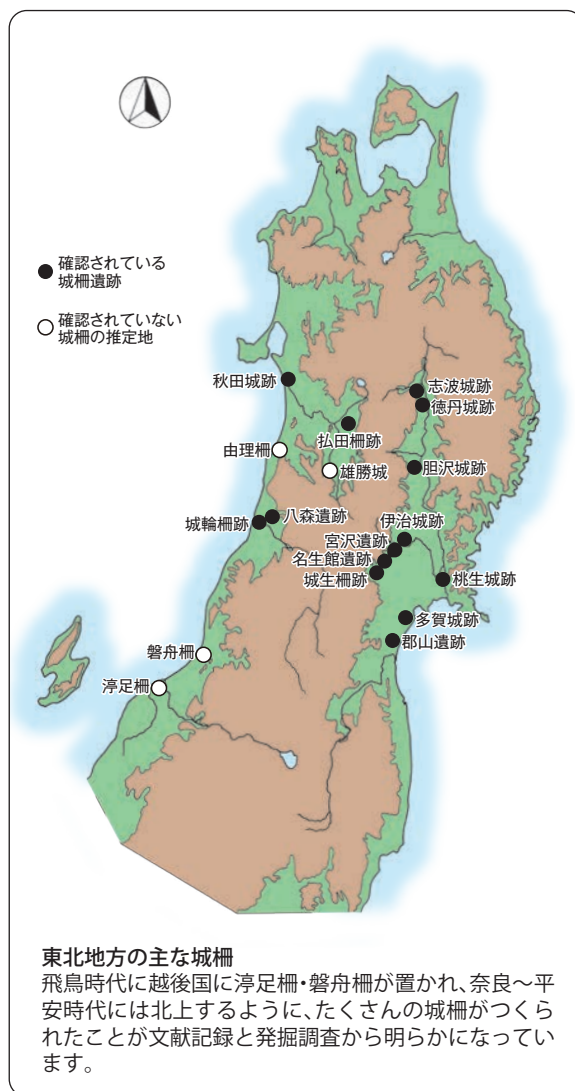 確認されている
城柵遺跡
確認されていない
城柵の推定地
秋田城跡
志波城跡
徳丹城跡
払田柵跡
由理柵
雄勝城
胆沢城跡
城輪柵跡
八森遺跡
伊治城跡
宮沢遺跡
名生館遺跡
城生柵跡
桃生城跡
多賀城跡
郡山遺跡
磐舟柵
渟足柵
東北地方の主な城柵
飛鳥時代に越後国に渟足柵・磐舟柵が置かれ、奈良〜平
安時代には北上するように、たくさんの城柵がつくら
れたことが文献記録と発掘調査から明らかになってい
ます。